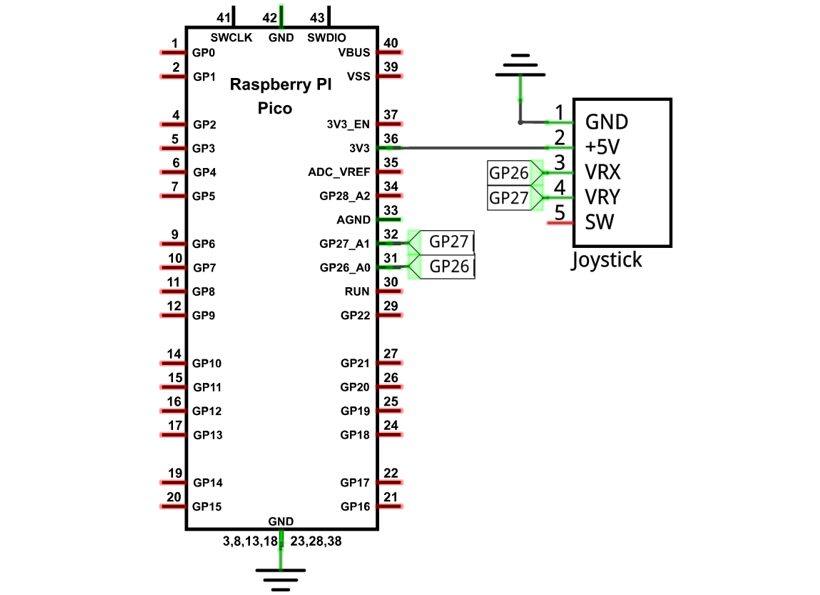 41 42 43
SWCLK GND SWDIO
1 GP0 VBUS 40
2 GP1 VSS 39
Raspberry PI
Pico
4 GP2 3V3_EN 37
5 GP3 3V3 36
6 GP4 ADC_VREF 35
7 GP5 GP28_A2 34
AGND 33
9 GP6 GP27_A1 32 GP27
10 GP7 GP26_A0 31 GP26
11 GP8 RUN 30
12 GP9 GP22 29
14 GP10 GP21 27
15 GP11 GP20 26
16 GP12 GP19 25
17 GP13 GP18 24
19 GP14 GP17 22
20 GP15 GP16 21
GND
3,8,13,18 23,28,38
1 GND
2 +5V
GP26 3 VRX
GP27 4 VRY
5 SW
Joystick